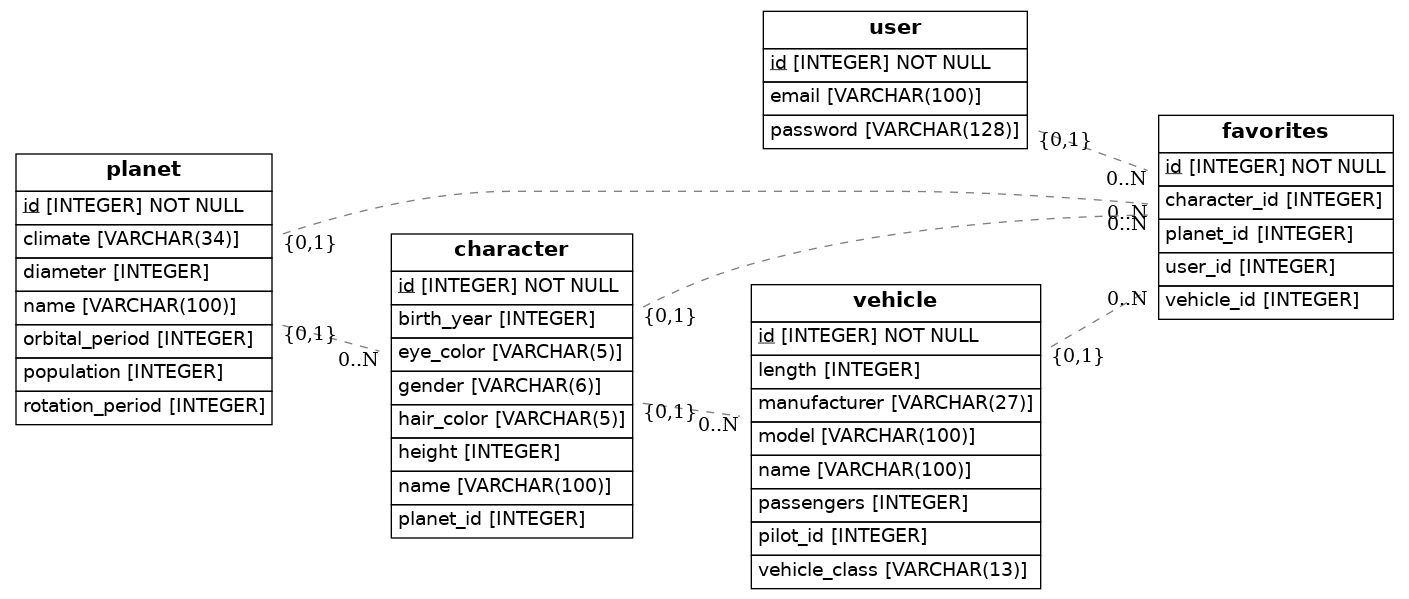 user
id [INTEGER] NOT NULL
email [VARCHAR(100)]
password [VARCHAR(128)]
{0,1}
0..N
favorites
id [INTEGER] NOT NULL
character_id [INTEGER]
planet_id [INTEGER]
user_id [INTEGER]
vehicle_id [INTEGER]
planet
id [INTEGER] NOT NULL
climate [VARCHAR(34)]
diameter [INTEGER]
name [VARCHAR(100)]
orbital_period [INTEGER]
population [INTEGER]
rotation_period [INTEGER]
{0,1}
0..N
0..N
{0,1}
0..N
character
id [INTEGER] NOT NULL
birth_year [INTEGER]
eye_color [VARCHAR(5)]
gender [VARCHAR(6)]
hair_color [VARCHAR(5)]
height [INTEGER]
name [VARCHAR(100)]
planet_id [INTEGER]
{0,1}
{0,1}
0..N
vehicle
id [INTEGER] NOT NULL
length [INTEGER]
manufacturer [VARCHAR(27)]
model [VARCHAR(100)]
name [VARCHAR(100)]
passengers [INTEGER]
pilot_id [INTEGER]
vehicle_class [VARCHAR(13)]
{0,1}
0..N